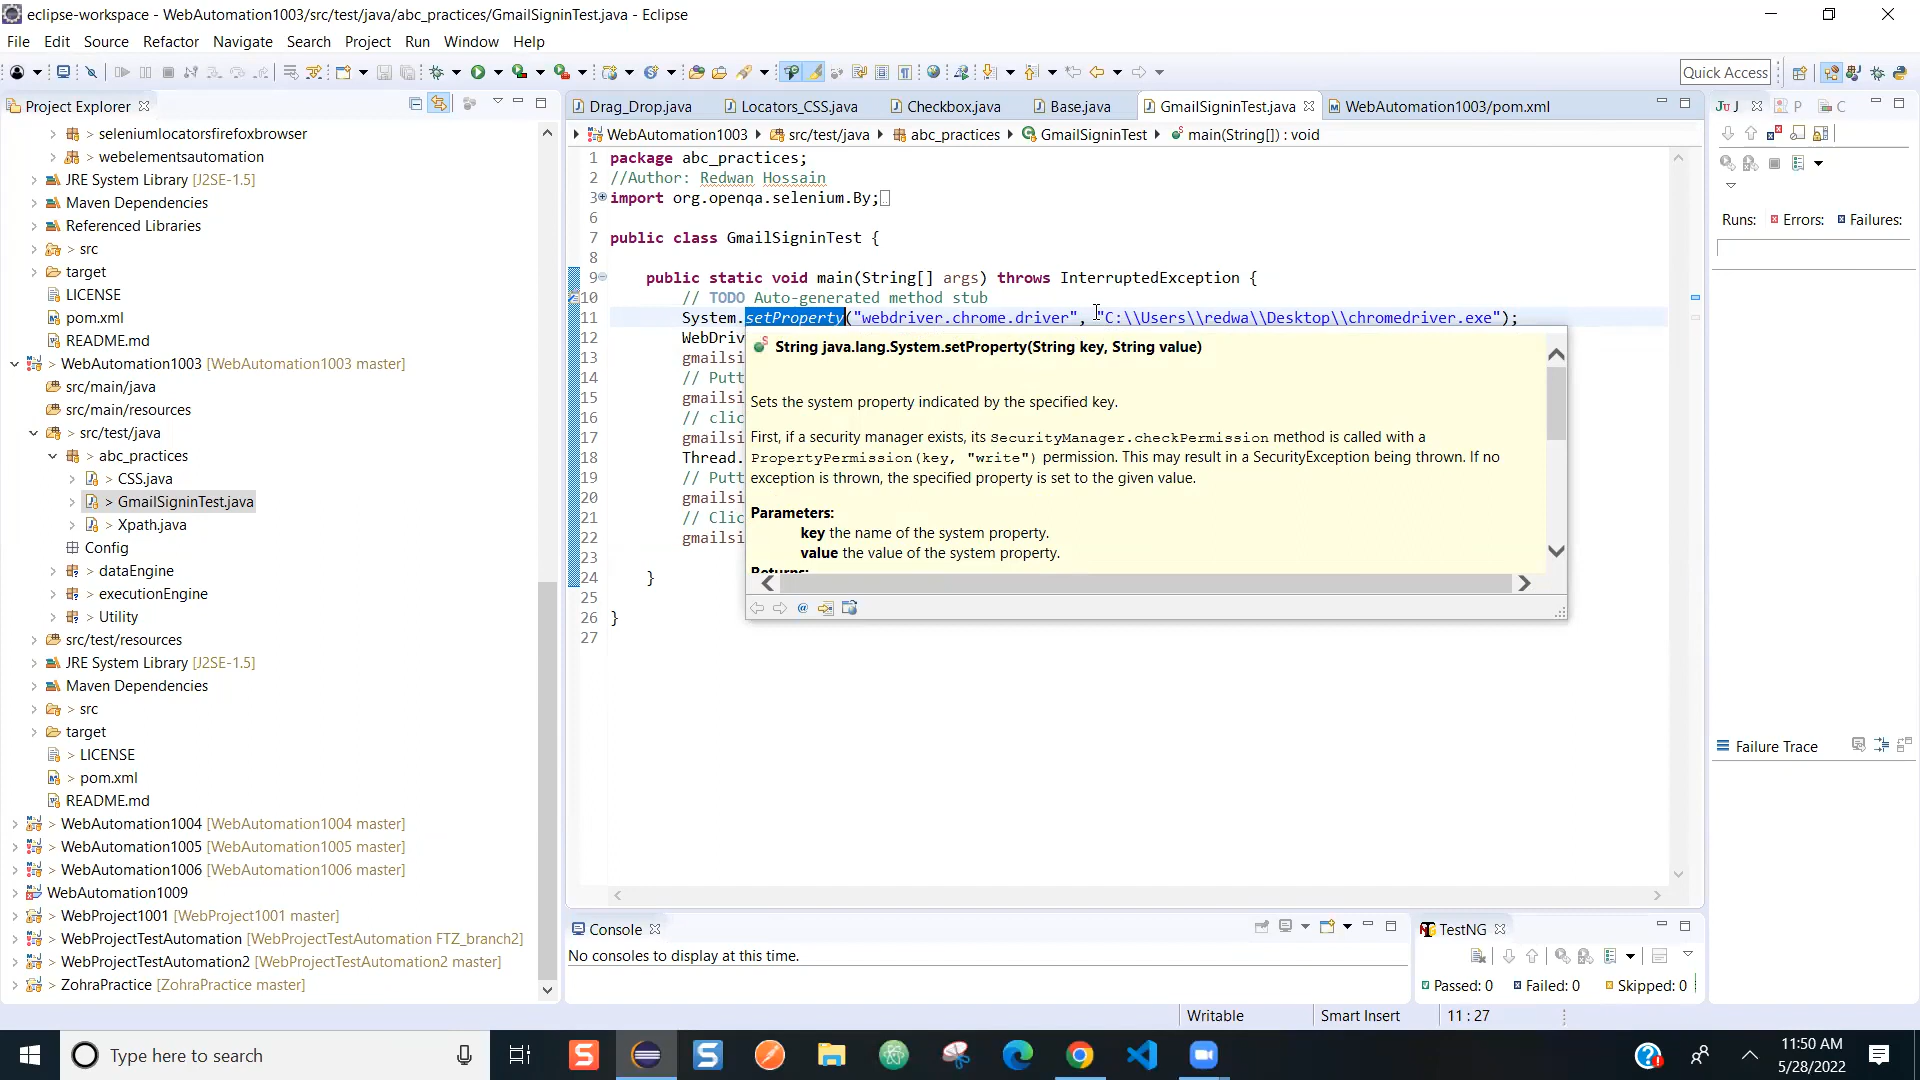 eclipse-workspace - WebAutomation1003/src/test/java/abc_practices/GmailSigninTest.java - Eclipse
File Edit Source Refactor Navigate Search Project Run Window Help
Quick Access
Project Explorer
> seleniumlocatorsfirefoxbrowser
> webelementsautomation
JRE System Library [J2SE-1.5]
Maven Dependencies
Referenced Libraries
> src
target
LICENSE
pom.xml
README.md
> WebAutomation1003 [WebAutomation1003 master]
src/main/java
src/main/resources
> src/test/java
> abc_practices
> CSS.java
> GmailSigninTest.java
> Xpath.java
Config
> dataEngine
> executionEngine
> Utility
src/test/resources
JRE System Library [J2SE-1.5]
Maven Dependencies
> src
target
> LICENSE
> pom.xml
README.md
> WebAutomation1004 [WebAutomation1004 master]
> WebAutomation1005 [WebAutomation1005 master]
> WebAutomation1006 [WebAutomation1006 master]
WebAutomation1009
> WebProject1001 [WebProject1001 master]
> WebProjectTestAutomation [WebProjectTestAutomation FTZ_branch2]
> WebProjectTestAutomation2 [WebProjectTestAutomation2 master]
> ZohraPractice [ZohraPractice master]
Drag_Drop.java Locators_CSS.java Checkbox.java Base.java GmailSigninTest.java WebAutomation1003/pom.xml
WebAutomation1003 src/test/java abc_practices GmailSigninTest main(String[]) : void
1 package abc_practices;
2 //Author: Redwan Hossain
3 import org.openqa.selenium.By;
6
7 public class GmailSigninTest {
8
9 public static void main(String[] args) throws InterruptedException {
10 // TODO Auto-generated method stub
11 System.setProperty("webdriver.chrome.driver", "C:\\Users\\redwa\\Desktop\\chromedriver.exe");
12 WebDriv
13 gmailsi
14 // Putt
15 gmailsi
16 // clic
17 gmailsi
18 Thread.
19 // Putt
20 gmailsi
21 // Clic
22 gmailsi
23
24 }
25
26 }
27
String java.lang.System.setProperty(String key, String value)
Sets the system property indicated by the specified key.
First, if a security manager exists, its SecurityManager.checkPermission method is called with a
PropertyPermission(key, "write") permission. This may result in a SecurityException being thrown. If no
exception is thrown, the specified property is set to the given value.
Parameters:
key the name of the system property.
value the value of the system property.
Returns:
Console
No consoles to display at this time.
TestNG
Passed: 0 Failed: 0 Skipped: 0
Ju J P C
Runs: Errors: Failures:
Failure Trace
Writable Smart Insert 11 : 27
Type here to search
11:50 AM
5/28/2022